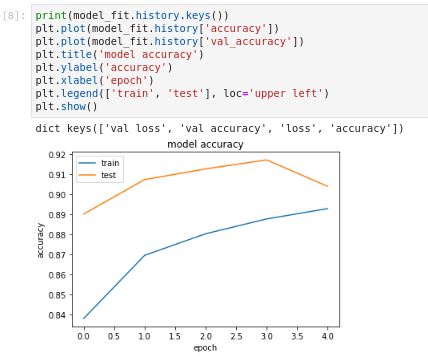 [8]: print(model_fit.history.keys())
plt.plot(model_fit.history['accuracy'])
plt.plot(model_fit.history['val_accuracy'])
plt.title('model accuracy')
plt.ylabel('accuracy')
plt.xlabel('epoch')
plt.legend(['train', 'test'], loc='upper left')
plt.show()
dict keys(['val loss', 'val accuracy', 'loss', 'accuracy'])
model accuracy
train
test
0.92
0.91
0.90
0.89
0.88
0.87
0.86
0.85
0.84
accuracy
0.0 0.5 1.0 1.5 2.0 2.5 3.0 3.5 4.0
epoch